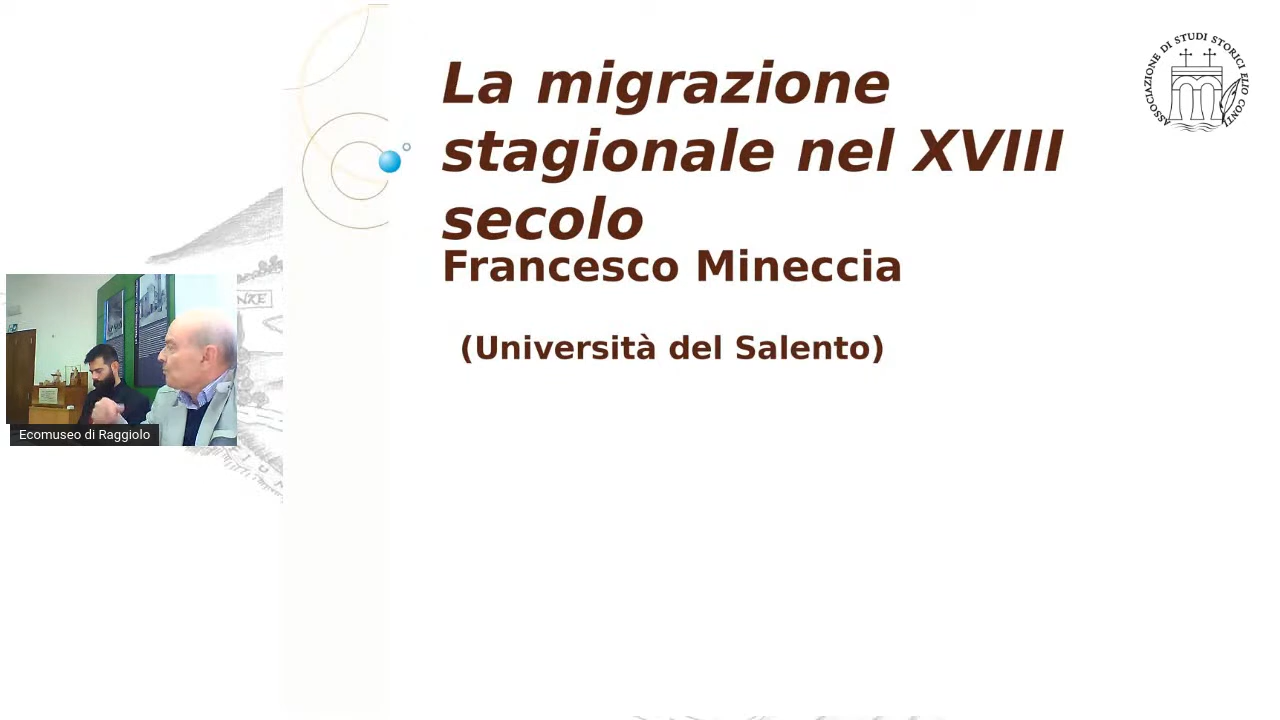 La migrazione
stagionale nel XVIII
secolo
Francesco Mineccia
(Università del Salento)
ASSOCIAZIONE DI STUDI STORICI ELIO CONTI
Ecomuseo di Raggiolo